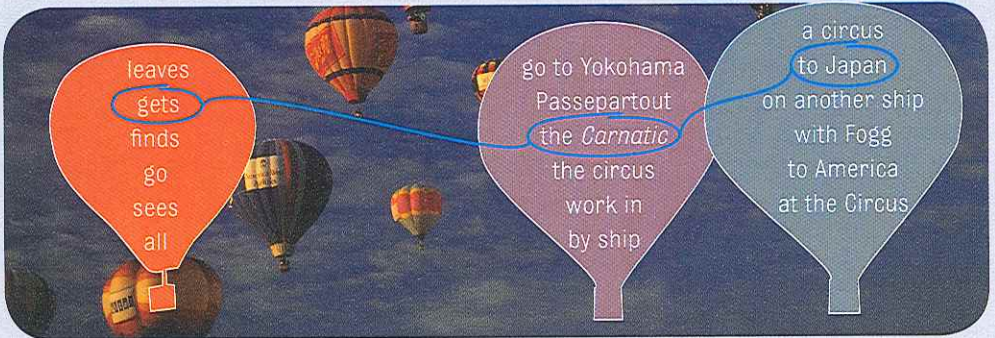 leaves
gets
finds
go
sees
all
go to Yokohama
Passepartout
the Carnatic
the circus
work in
by ship
a circus
to Japan
on another ship
with Fogg
to America
at the Circus